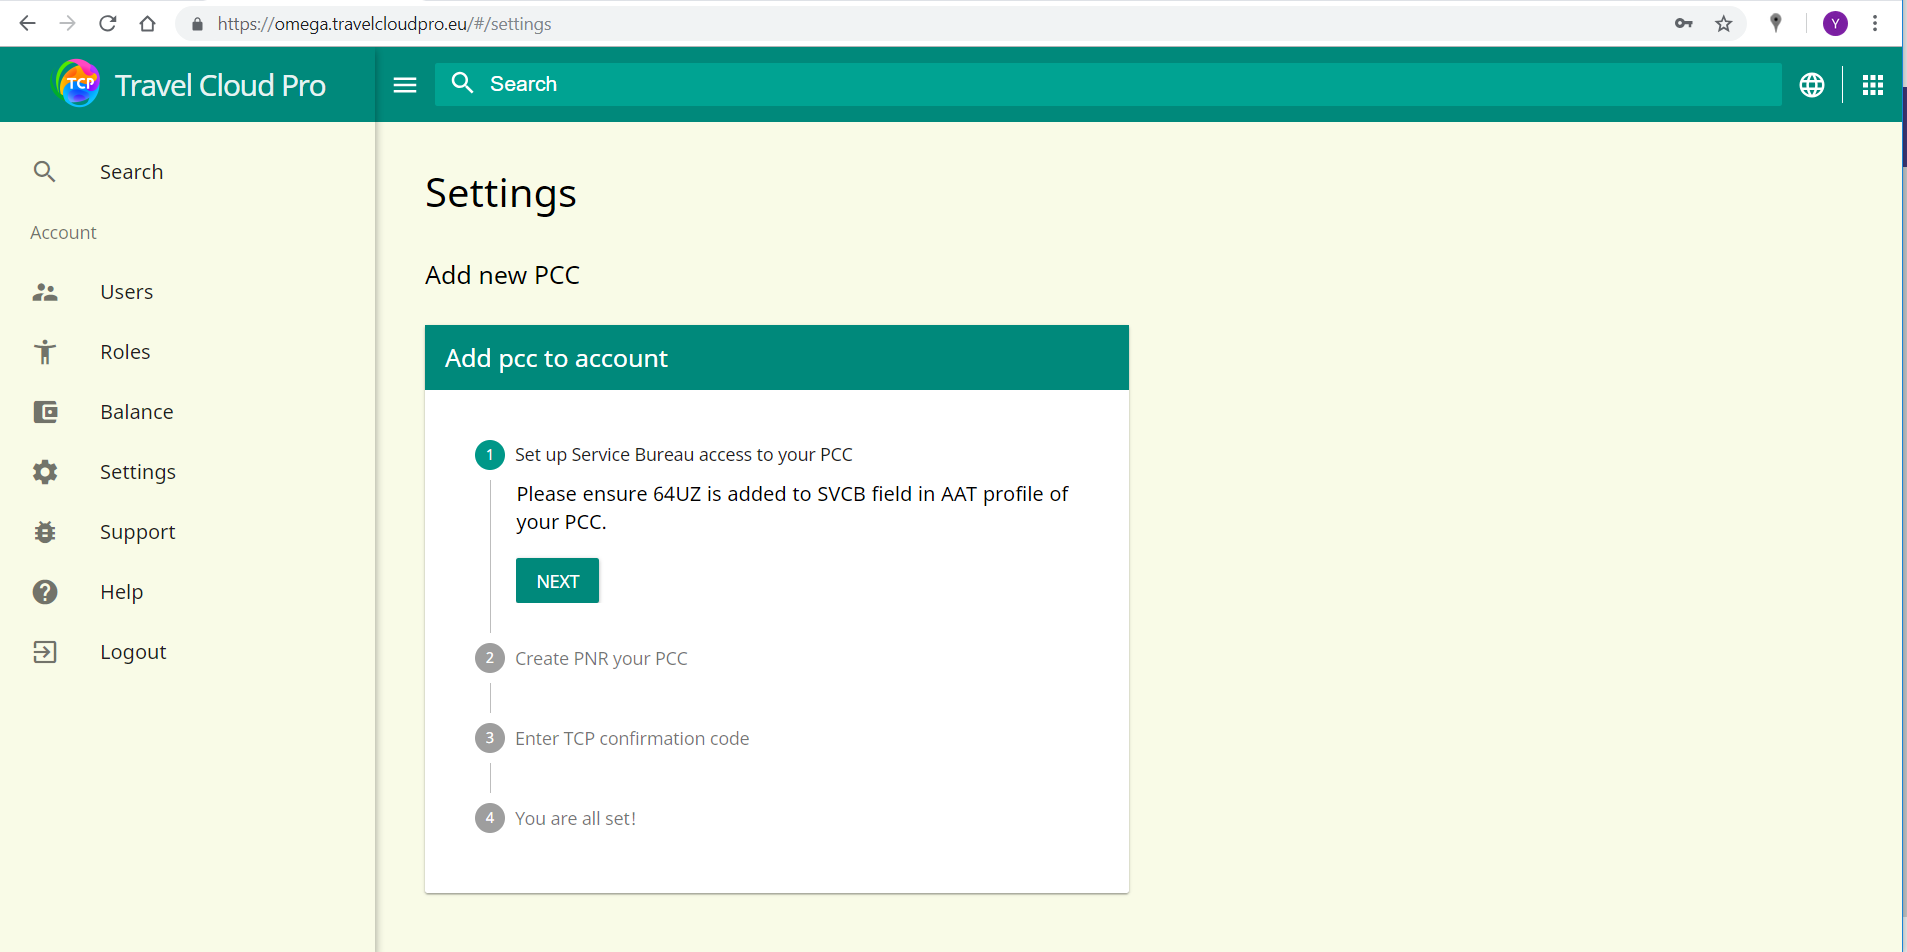 https://omega.travelcloudpro.eu/#/settings
Y
TCP
Travel Cloud Pro
Search
Search
Account
Users
Roles
Balance
Settings
Support
Help
Logout
Settings
Add new PCC
Add pcc to account
1 Set up Service Bureau access to your PCC
Please ensure 64UZ is added to SVCB field in AAT profile of
your PCC.
NEXT
2 Create PNR your PCC
3 Enter TCP confirmation code
4 You are all set!